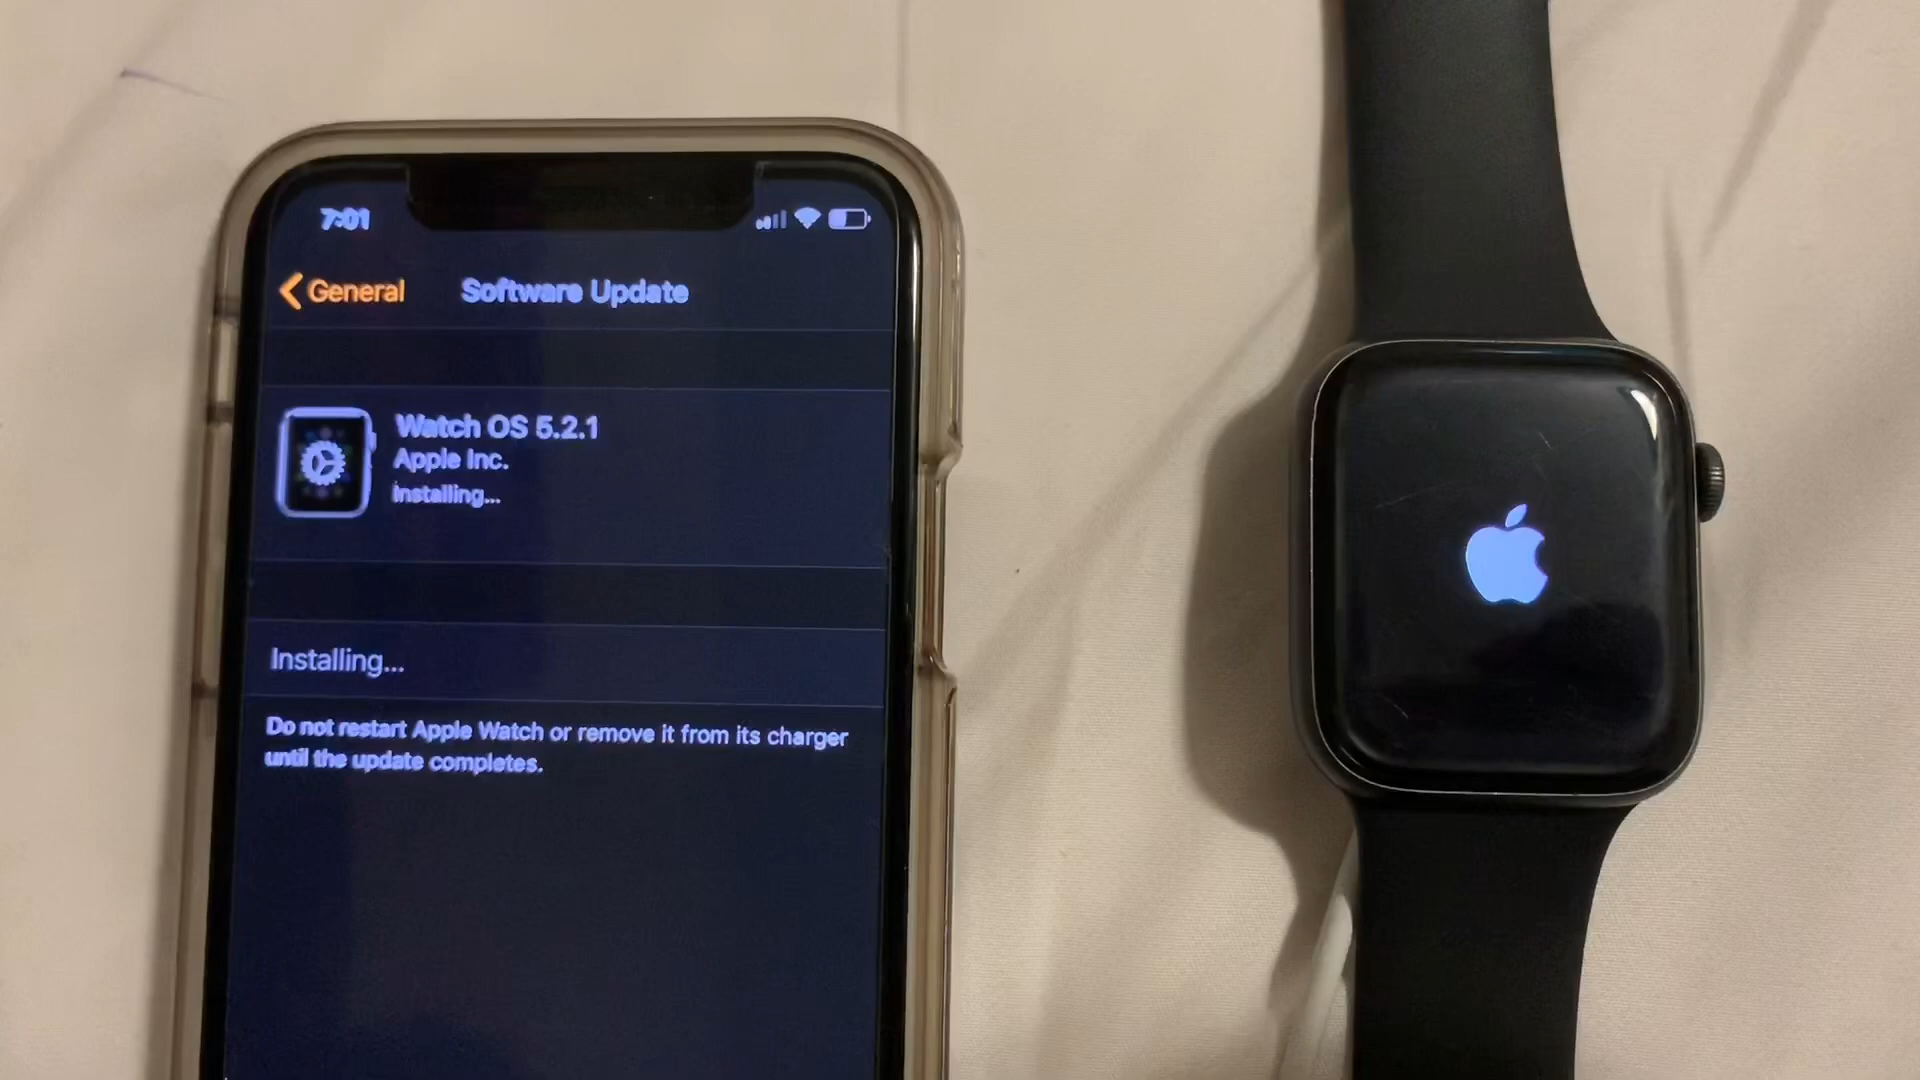 7:01
General
Software Update
Watch OS 5.2.1
Apple Inc.
Installing...
Installing...
Do not restart Apple Watch or remove it from its charger
until the update completes.